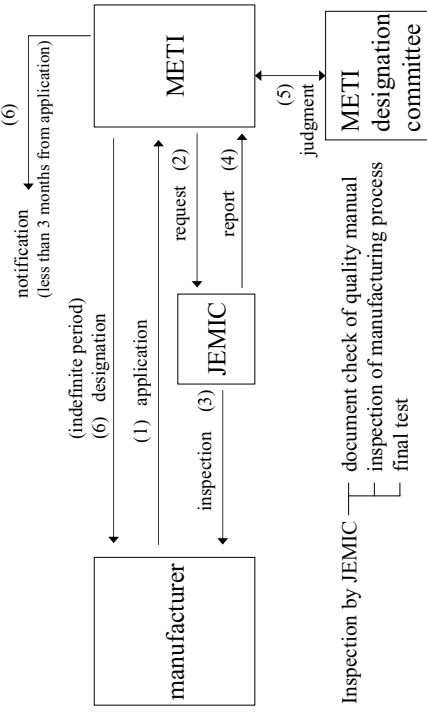 (6)
notification
(less than 3 months from application)
METI
(indefinite period)
(6) designation
(1) application
request (2)
report (4)
(5)
judgment
METI
designation
committee
manufacturer
inspection (3)
JEMIC
Inspection by JEMIC
document check of quality manual
inspection of manufacturing process
final test